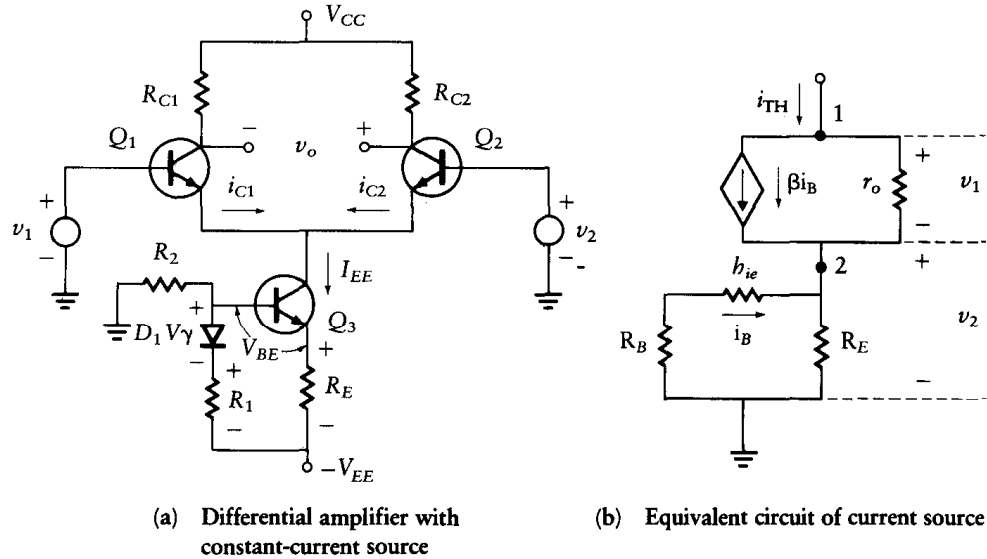 V_CC
R_C1
R_C2
Q_1
−
v_o
+
Q_2
i_C1
i_C2
+
v_1
−
+
v_2
−
R_2
I_EE
+
Q_3
D_1 Vγ
V_BE
−
+
R_1
−
+
R_E
−
−V_EE
(a) Differential amplifier with
constant-current source
i_TH
1
βi_B
r_o
+
v_1
−
2
h_ie
i_B
R_B
R_E
+
v_2
−
(b) Equivalent circuit of current source